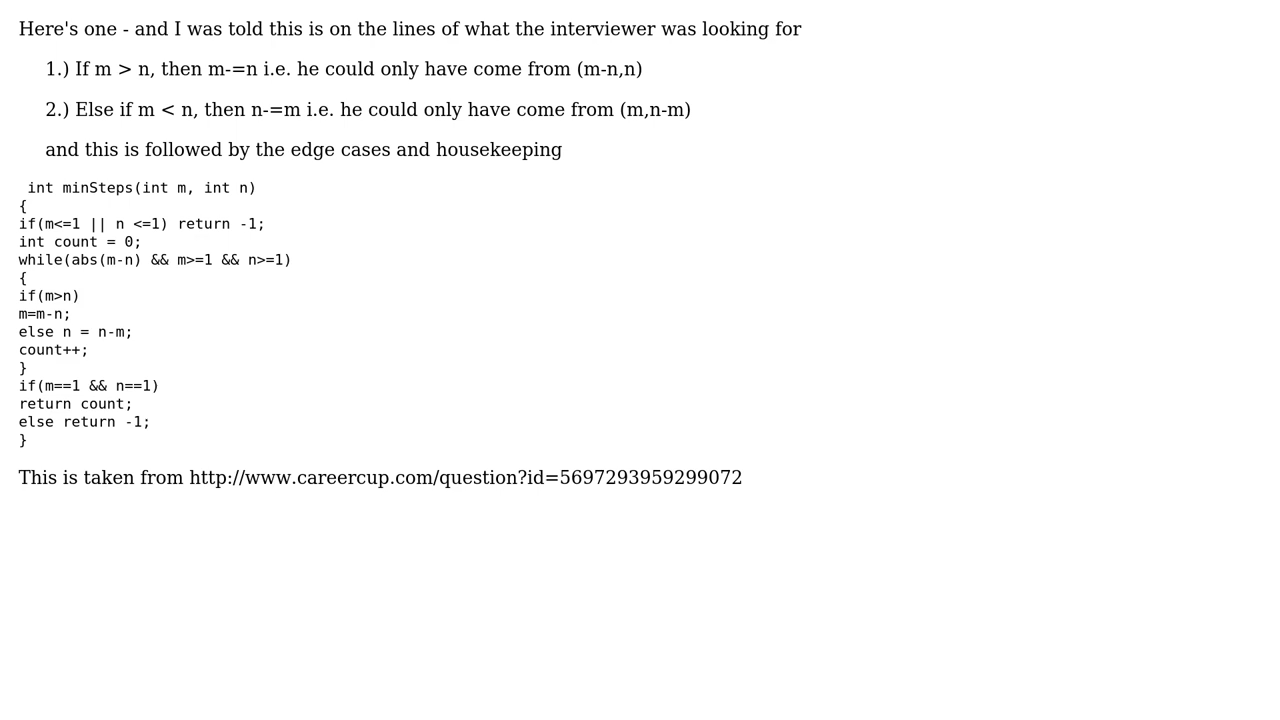 Here's one - and I was told this is on the lines of what the interviewer was looking for
1.) If m > n, then m-=n i.e. he could only have come from (m-n,n)
2.) Else if m < n, then n-=m i.e. he could only have come from (m,n-m)
and this is followed by the edge cases and housekeeping
int minSteps(int m, int n)
{
if(m<=1 || n <=1) return -1;
int count = 0;
while(abs(m-n) && m>=1 && n>=1)
{
if(m>n)
m=m-n;
else n = n-m;
count++;
}
if(m==1 && n==1)
return count;
else return -1;
}
This is taken from http://www.careercup.com/question?id=5697293959299072